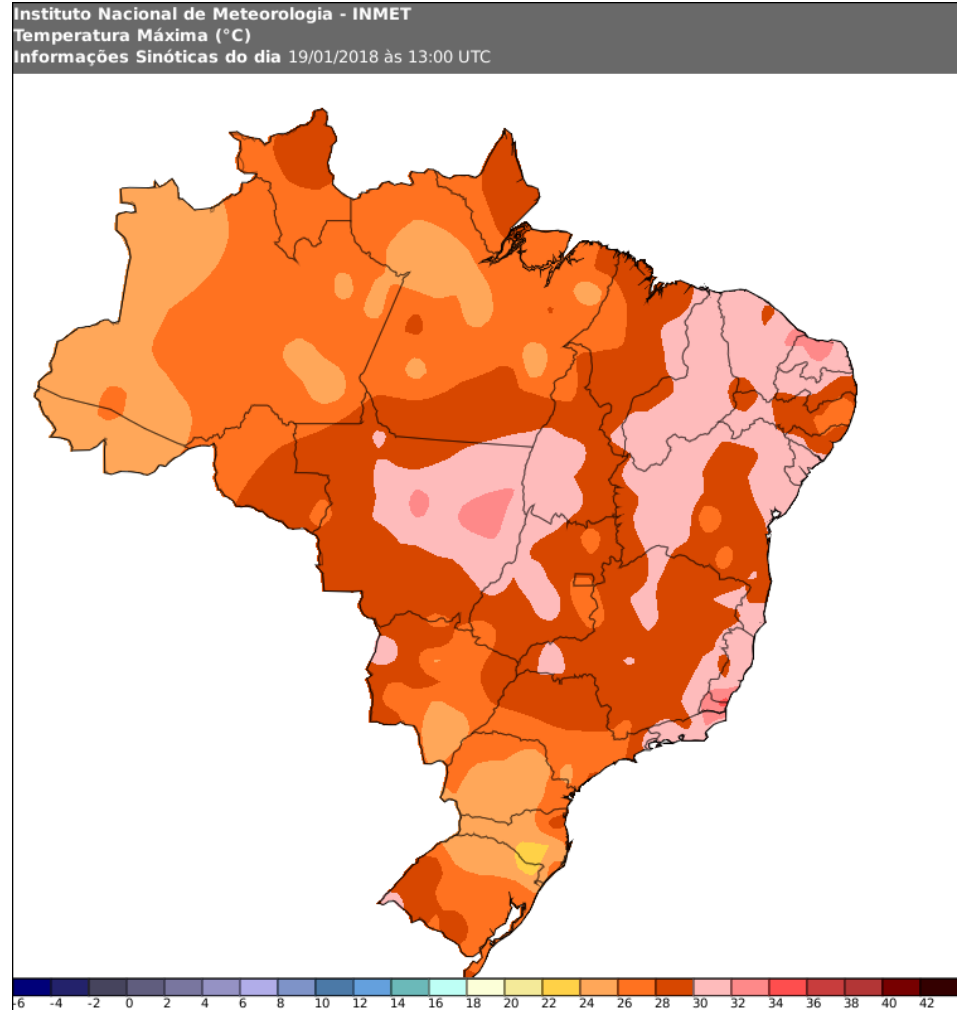 Instituto Nacional de Meteorologia - INMET
Temperatura Máxima (°C)
Informações Sinóticas do dia 19/01/2018 às 13:00 UTC
-6 -4 -2 0 2 4 6 8 10 12 14 16 18 20 22 24 26 28 30 32 34 36 38 40 42